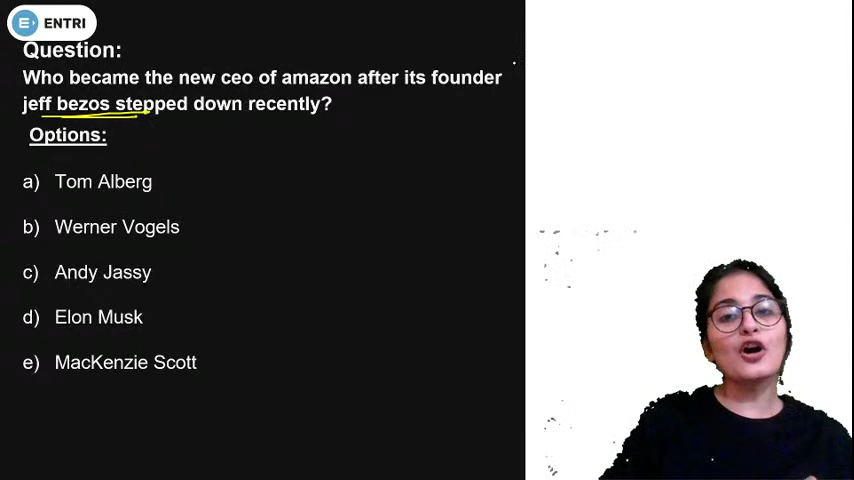 ENTRI
Question:
Who became the new ceo of amazon after its founder
jeff bezos stepped down recently?
Options:
a) Tom Alberg
b) Werner Vogels
c) Andy Jassy
d) Elon Musk
e) MacKenzie Scott